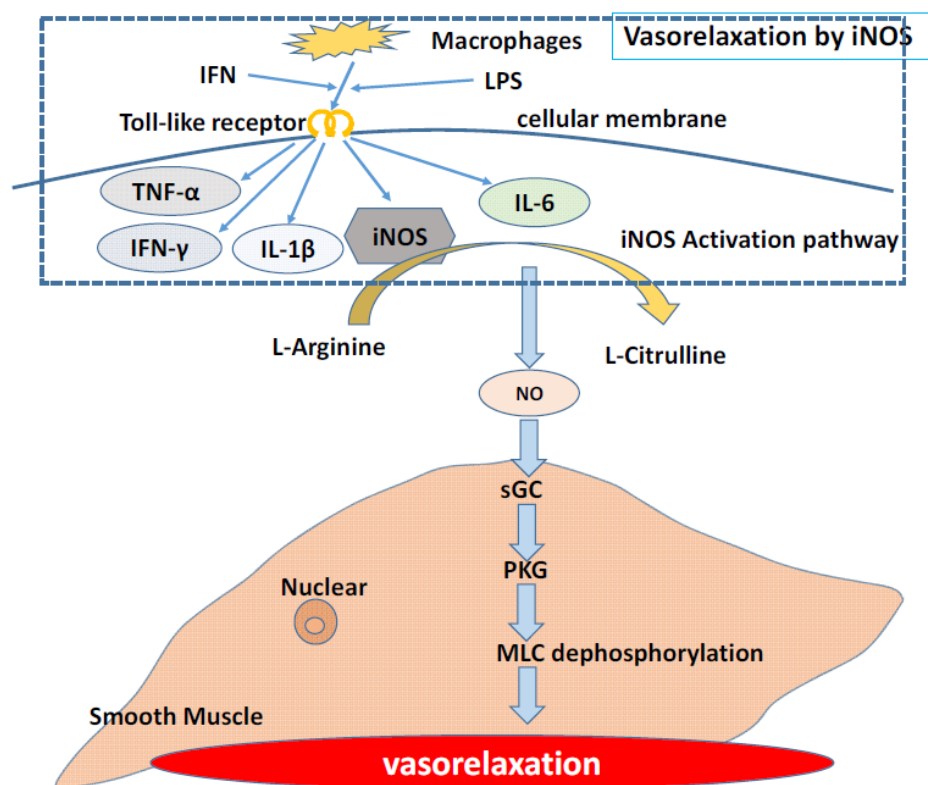 Macrophages
Vasorelaxation by iNOS
IFN
LPS
Toll-like receptor
cellular membrane
TNF-α
IL-6
IFN-γ
IL-1β
iNOS
iNOS Activation pathway
L-Arginine
L-Citrulline
NO
sGC
PKG
Nuclear
MLC dephosphorylation
Smooth Muscle
vasorelaxation